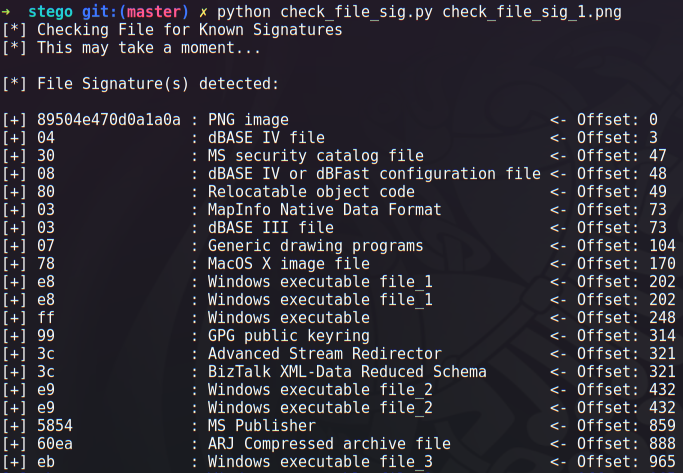 → stego git:(master) ✗ python check_file_sig.py check_file_sig_1.png
[*] Checking File for Known Signatures
[*] This may take a moment...
[*] File Signature(s) detected:
[+] 89504e470d0a1a0a : PNG image <- Offset: 0
[+] 04 : dBASE IV file <- Offset: 3
[+] 30 : MS security catalog file <- Offset: 47
[+] 08 : dBASE IV or dBFast configuration file <- Offset: 48
[+] 80 : Relocatable object code <- Offset: 49
[+] 03 : MapInfo Native Data Format <- Offset: 73
[+] 03 : dBASE III file <- Offset: 73
[+] 07 : Generic drawing programs <- Offset: 104
[+] 78 : MacOS X image file <- Offset: 170
[+] e8 : Windows executable file_1 <- Offset: 202
[+] e8 : Windows executable file_1 <- Offset: 202
[+] ff : Windows executable <- Offset: 248
[+] 99 : GPG public keyring <- Offset: 314
[+] 3c : Advanced Stream Redirector <- Offset: 321
[+] 3c : BizTalk XML-Data Reduced Schema <- Offset: 321
[+] e9 : Windows executable file_2 <- Offset: 432
[+] e9 : Windows executable file_2 <- Offset: 432
[+] 5854 : MS Publisher <- Offset: 859
[+] 60ea : ARJ Compressed archive file <- Offset: 888
[+] eb : Windows executable file_3 <- Offset: 965